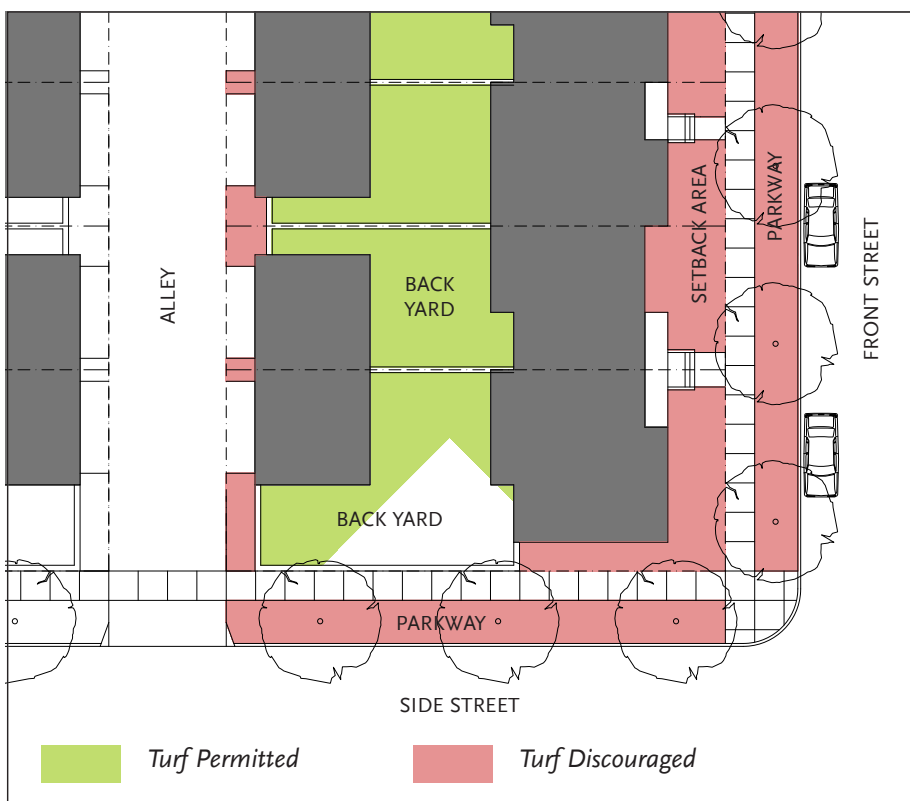 ALLEY
BACK
YARD
SETBACK AREA
PARKWAY
FRONT STREET
BACK YARD
PARKWAY
SIDE STREET
Turf Permitted
Turf Discouraged